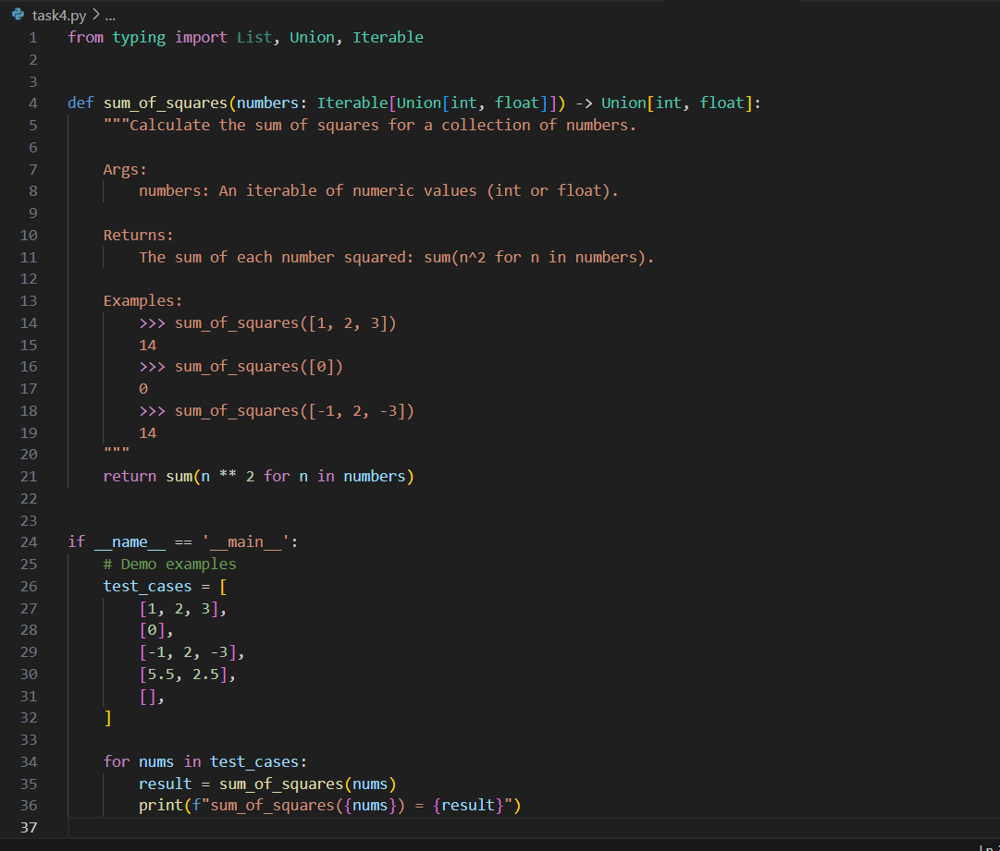 task4.py > ...
1 from typing import List, Union, Iterable
2
3
4 def sum_of_squares(numbers: Iterable[Union[int, float]]) -> Union[int, float]:
5     """Calculate the sum of squares for a collection of numbers.
6
7     Args:
8         numbers: An iterable of numeric values (int or float).
9
10     Returns:
11         The sum of each number squared: sum(n^2 for n in numbers).
12
13     Examples:
14         >>> sum_of_squares([1, 2, 3])
15         14
16         >>> sum_of_squares([0])
17         0
18         >>> sum_of_squares([-1, 2, -3])
19         14
20     """
21     return sum(n ** 2 for n in numbers)
22
23
24 if __name__ == '__main__':
25     # Demo examples
26     test_cases = [
27         [1, 2, 3],
28         [0],
29         [-1, 2, -3],
30         [5.5, 2.5],
31         [],
32     ]
33
34     for nums in test_cases:
35         result = sum_of_squares(nums)
36         print(f"sum_of_squares({nums}) = {result}")
37